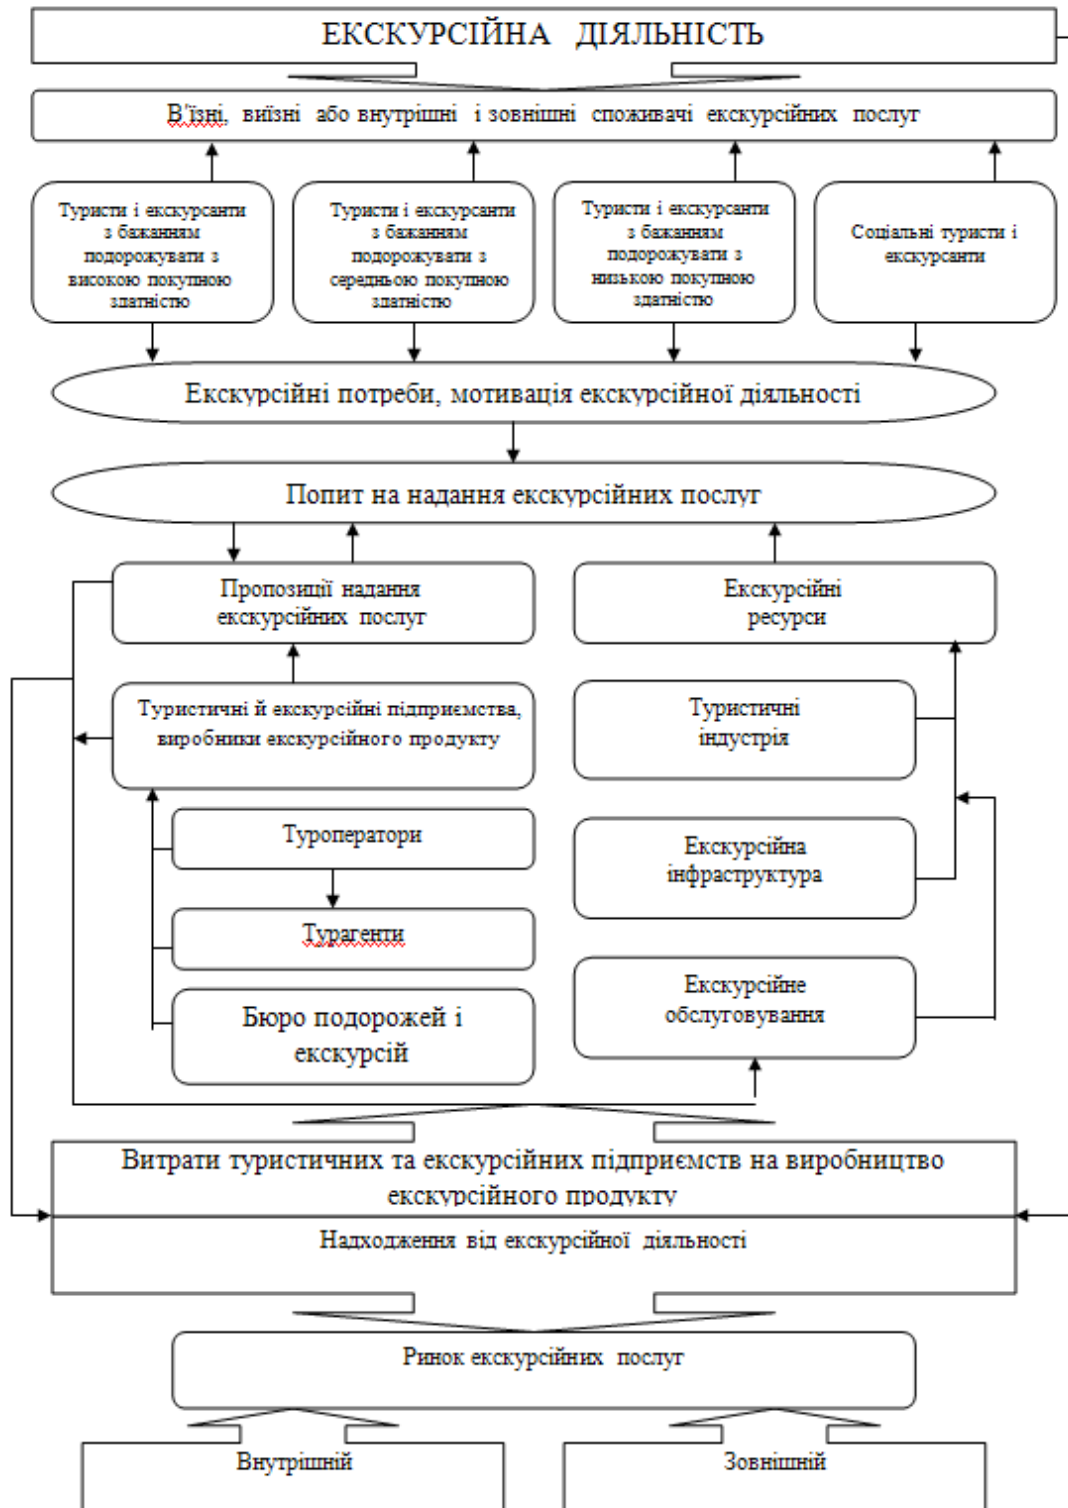 ЕКСКУРСІЙНА ДІЯЛЬНІСТЬ
В'їзні, виїзні або внутрішні і зовнішні споживачі екскурсійних послуг
Туристи і екскурсанти
з бажанням
подорожувати з
високою покупною
здатністю
Туристи і екскурсанти
з бажанням
подорожувати з
середньою покупною
здатністю
Туристи і екскурсанти
з бажанням
подорожувати з
низькою покупною
здатністю
Соціальні туристи і
екскурсанти
Екскурсійні потреби, мотивація екскурсійної діяльності
Попит на надання екскурсійних послуг
Пропозиції надання
екскурсійних послуг
Екскурсійні
ресурси
Туристичні й екскурсійні підприємства,
виробники екскурсійного продукту
Туристичні
індустрія
Туроператори
Екскурсійна
інфраструктура
Турагенти
Бюро подорожей і
екскурсій
Екскурсійне
обслуговування
Витрати туристичних та екскурсійних підприємств на виробництво
екскурсійного продукту
Надходження від екскурсійної діяльності
Ринок екскурсійних послуг
Внутрішній
Зовнішній